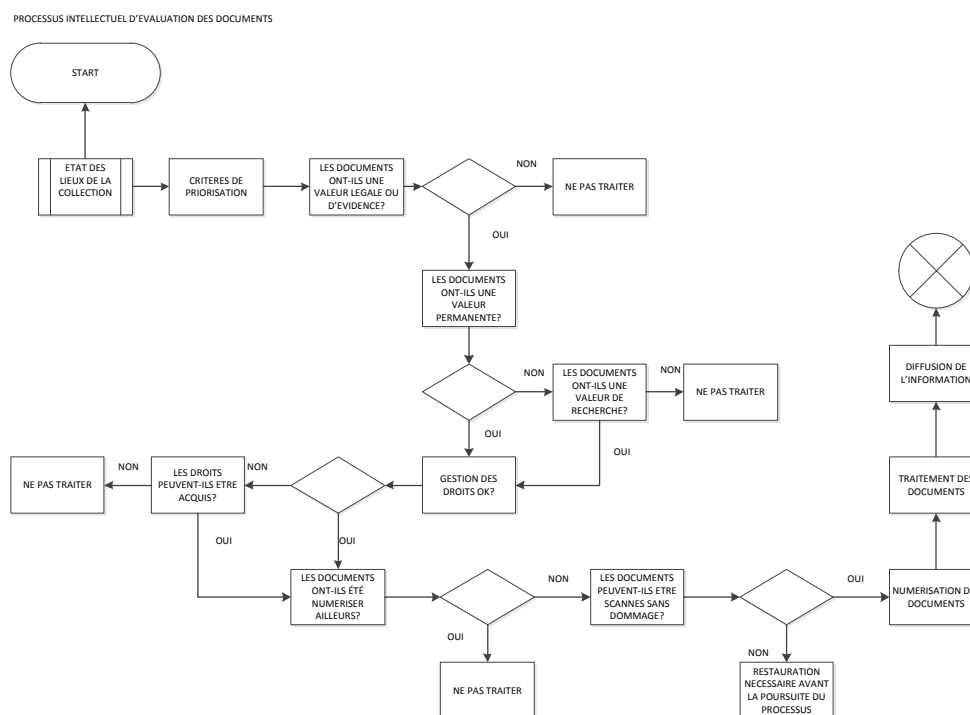 PROCESSUS INTELLECTUEL D'EVALUATION DES DOCUMENTS
START
ETAT DES
LIEUX DE LA
COLLECTION
CRITERES DE
PRIORISATION
LES DOCUMENTS
ONT-ILS UNE
VALEUR LEGALE OU
D'EVIDENCE?
NON
NE PAS TRAITER
OUI
LES DOCUMENTS
ONT-ILS UNE
VALEUR
PERMANENTE?
NON
LES DOCUMENTS
ONT-ILS UNE
VALEUR DE
RECHERCHE?
NON
NE PAS TRAITER
OUI
OUI
DIFFUSION DE
L'INFORMATION
NE PAS TRAITER
NON
LES DROITS
PEUVENT-ILS ETRE
ACQUIS?
NON
GESTION DES
DROITS OK?
TRAITEMENT DES
DOCUMENTS
OUI
OUI
LES DOCUMENTS
ONT-ILS ÉTÉ
NUMERISER
AILLEURS?
NON
LES DOCUMENTS
PEUVENT-ILS ETRE
SCANNES SANS
DOMMAGE?
OUI
NUMERISATION D
DOCUMENTS
OUI
NE PAS TRAITER
NON
RESTAURATION
NECESSAIRE AVANT
LA POURSUITE DU
PROCESSUS